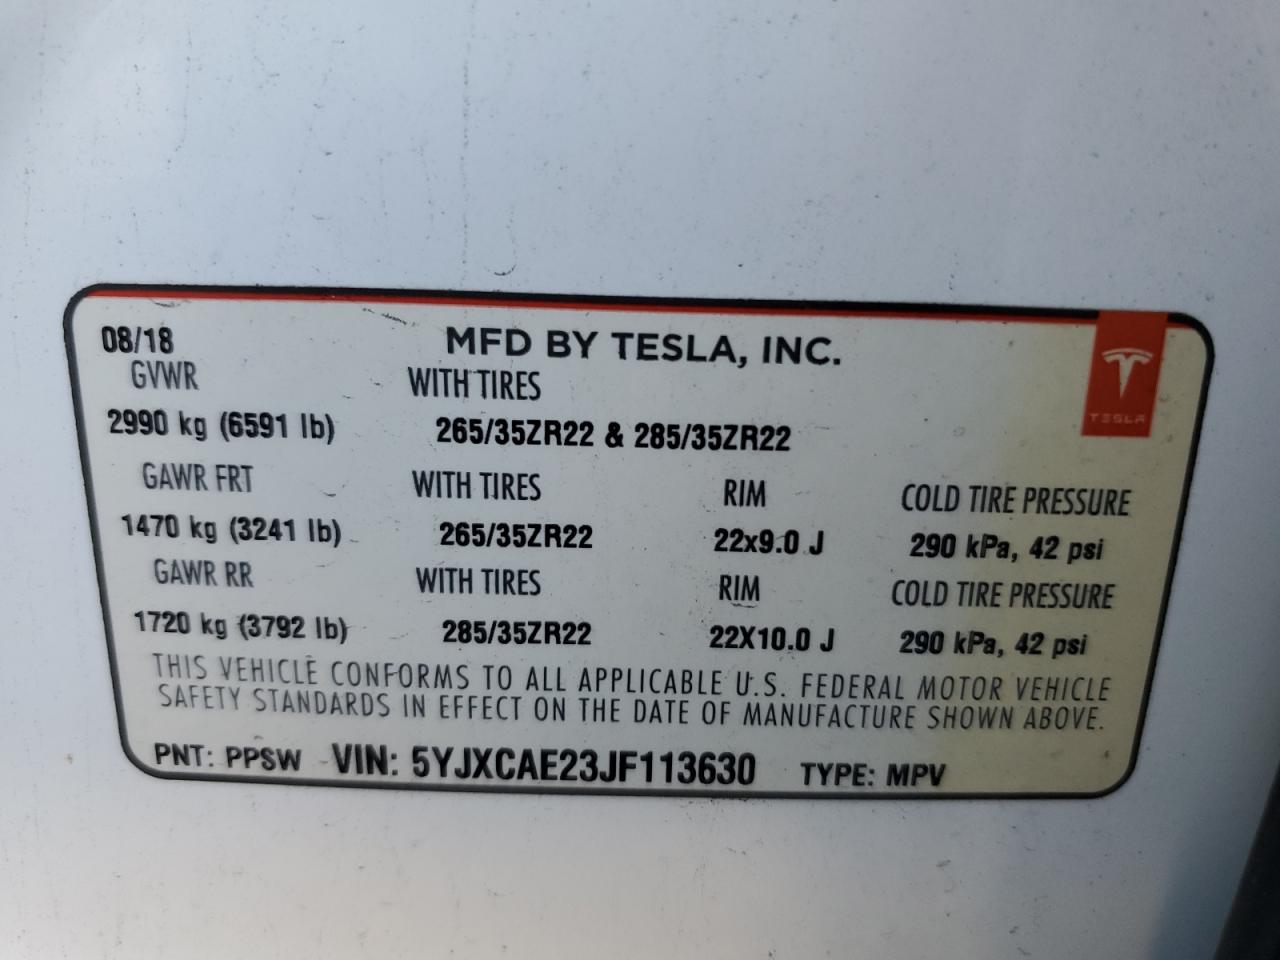 08/18 MFD BY TESLA, INC.
GVWR WITH TIRES
2990 kg (6591 lb) 265/35ZR22 & 285/35ZR22
TESLA
GAWR FRT WITH TIRES RIM COLD TIRE PRESSURE
1470 kg (3241 lb) 265/35ZR22 22x9.0 J 290 kPa, 42 psi
GAWR RR WITH TIRES RIM COLD TIRE PRESSURE
1720 kg (3792 lb) 285/35ZR22 22X10.0 J 290 kPa, 42 psi
THIS VEHICLE CONFORMS TO ALL APPLICABLE U.S. FEDERAL MOTOR VEHICLE
SAFETY STANDARDS IN EFFECT ON THE DATE OF MANUFACTURE SHOWN ABOVE.
PNT: PPSW VIN: 5YJXCAE23JF113630 TYPE: MPV